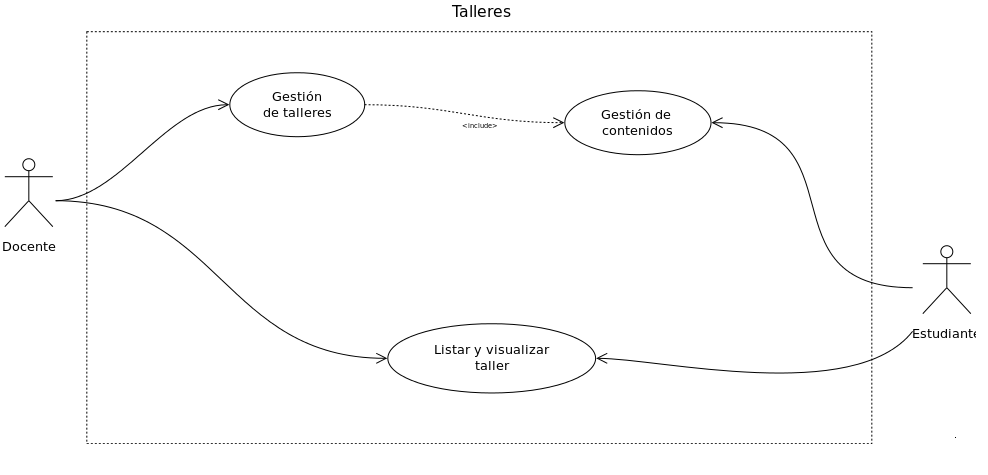 Talleres
Gestión
de talleres
<include>
Gestión de
contenidos
Docente
Estudiante
Listar y visualizar
taller